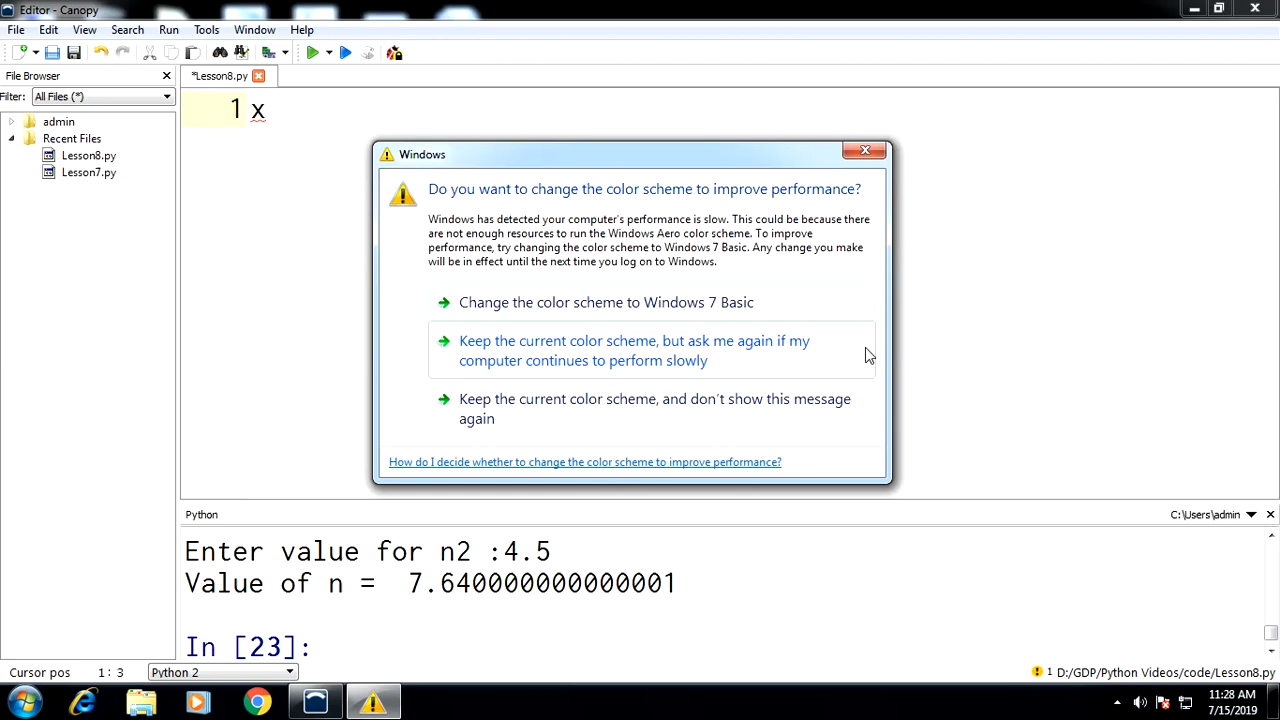 Editor - Canopy
File Edit View Search Run Tools Window Help
File Browser
Filter: All Files (*)
admin
Recent Files
Lesson8.py
Lesson7.py
*Lesson8.py
1 x
Windows
Do you want to change the color scheme to improve performance?
Windows has detected your computer's performance is slow. This could be because there
are not enough resources to run the Windows Aero color scheme. To improve
performance, try changing the color scheme to Windows 7 Basic. Any change you make
will be in effect until the next time you log on to Windows.
Change the color scheme to Windows 7 Basic
Keep the current color scheme, but ask me again if my
computer continues to perform slowly
Keep the current color scheme, and don't show this message
again
How do I decide whether to change the color scheme to improve performance?
Python
C:\Users\admin
Enter value for n2 :4.5
Value of n =  7.640000000000001
In [23]:
Cursor pos 1 : 3 Python 2
1 D:/GDP/Python Videos/code/Lesson8.py
11:28 AM
7/15/2019